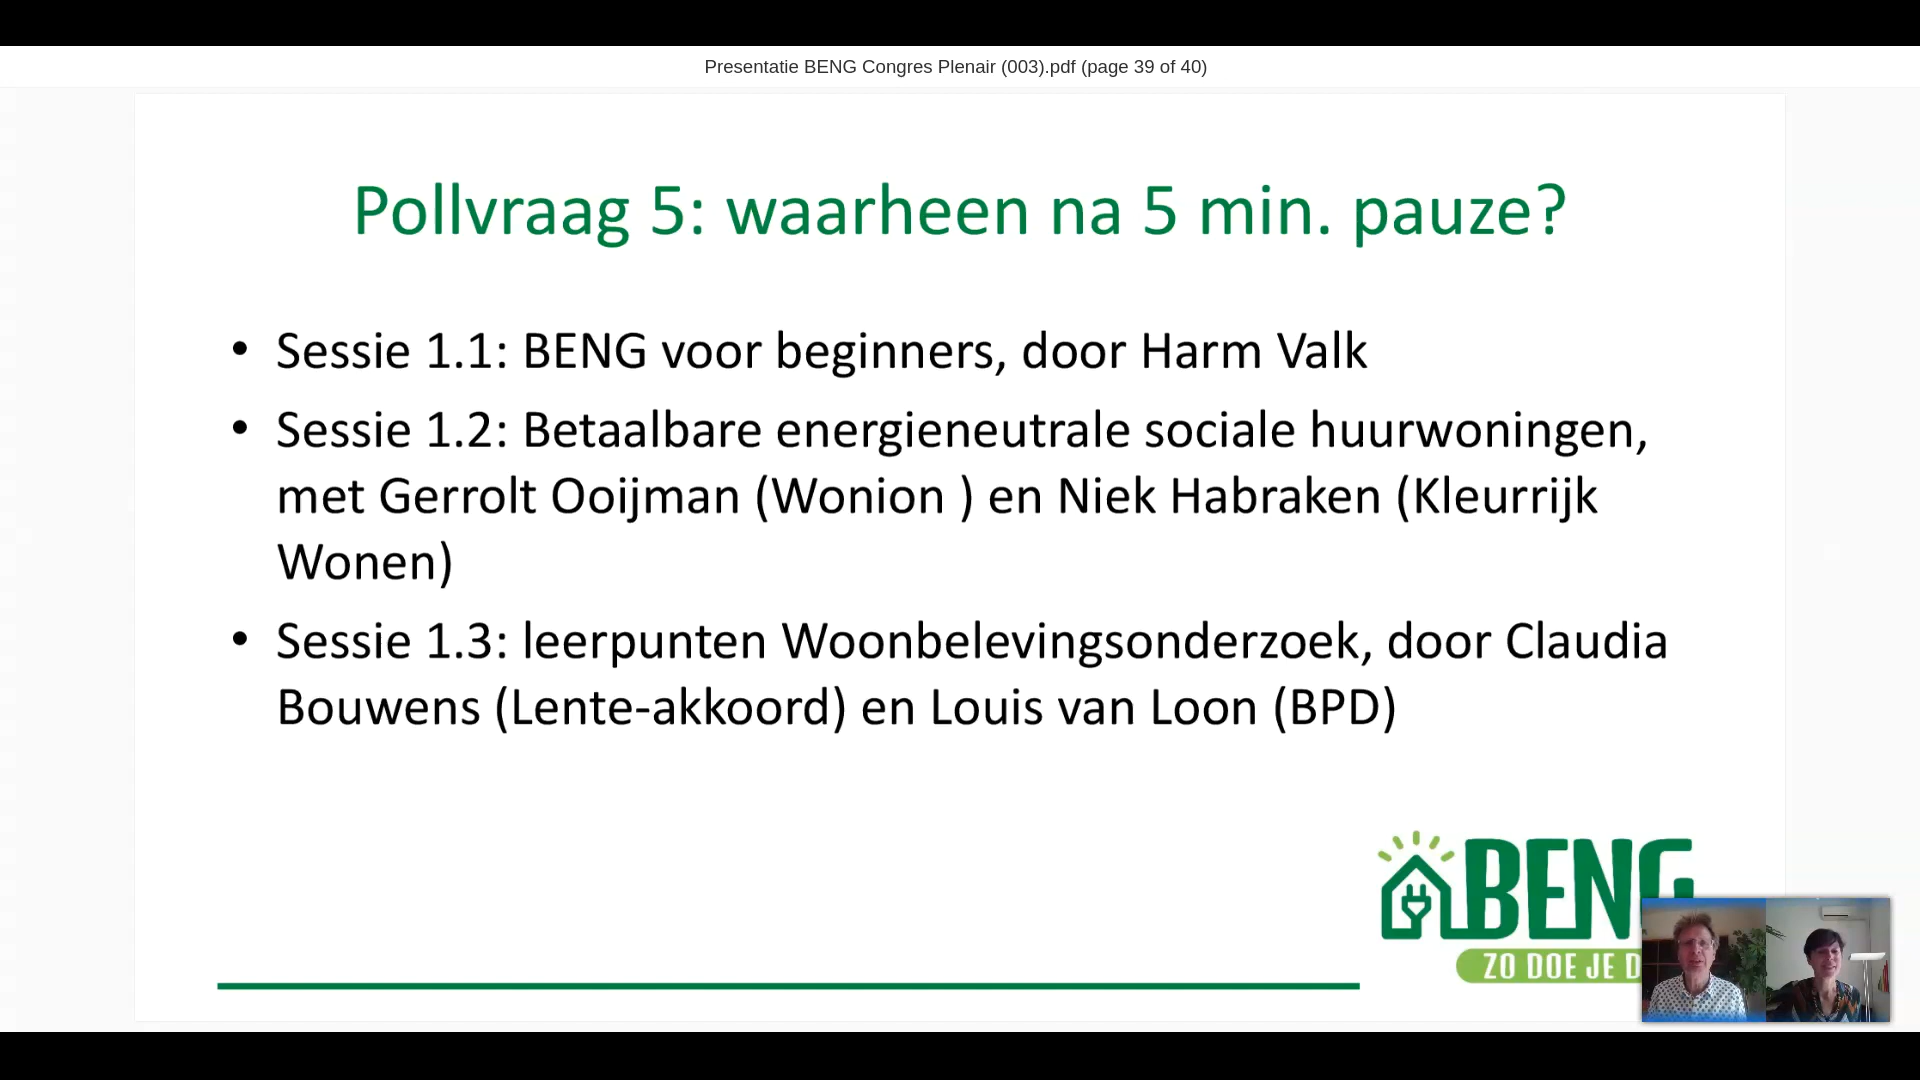 Presentatie BENG Congres Plenair (003).pdf (page 39 of 40)
Pollvraag 5: waarheen na 5 min. pauze?
• Sessie 1.1: BENG voor beginners, door Harm Valk
• Sessie 1.2: Betaalbare energieneutrale sociale huurwoningen,
met Gerrolt Ooijman (Wonion ) en Niek Habraken (Kleurrijk
Wonen)
• Sessie 1.3: leerpunten Woonbelevingsonderzoek, door Claudia
Bouwens (Lente-akkoord) en Louis van Loon (BPD)
BENG
ZO DOE JE D